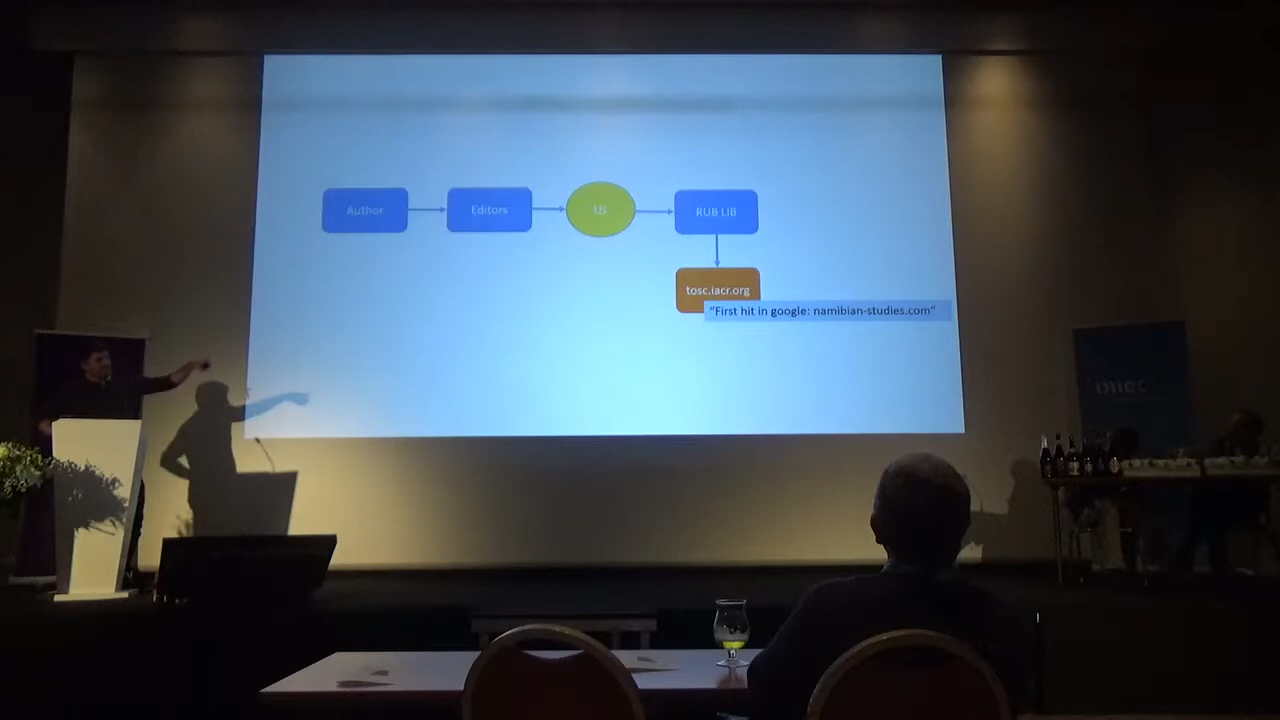 Author
Editors
Us
RUB LIB
tosc.iacr.org
"First hit in google: namibian-studies.com"
imec